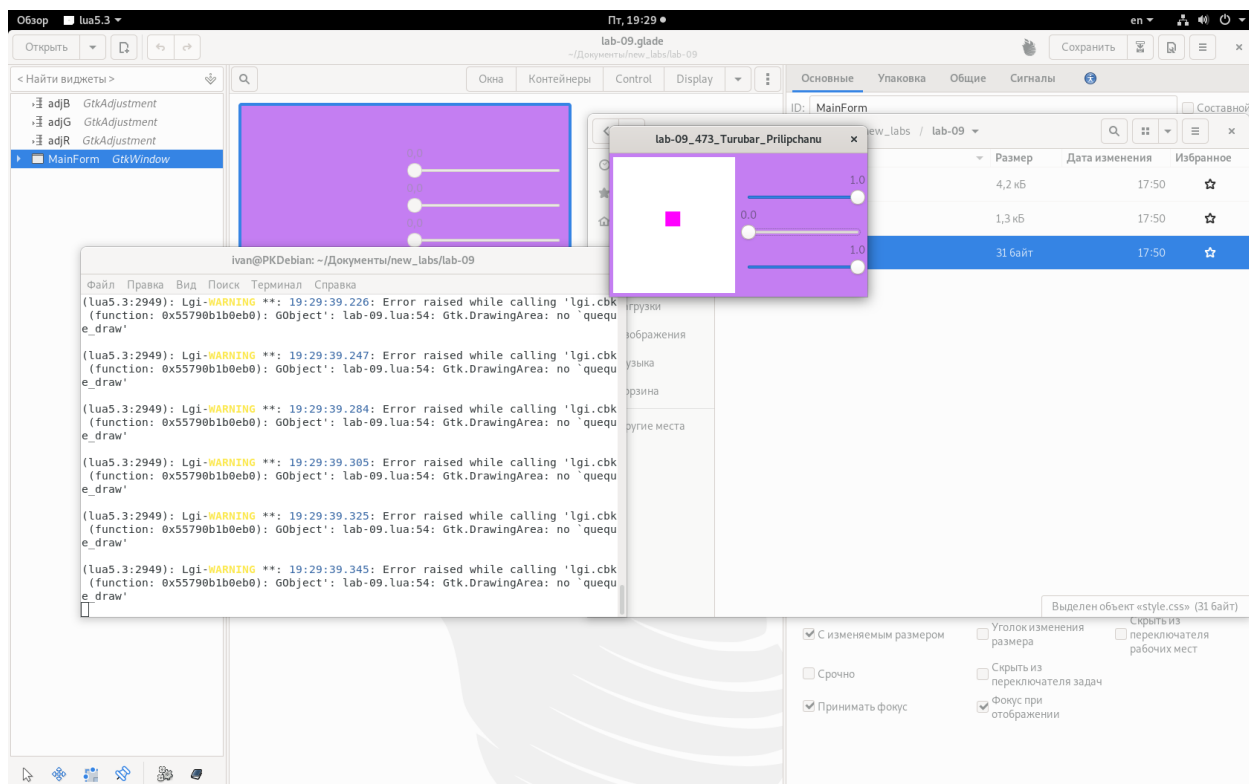 Обзор lua5.3 Пт, 19:29 en
Открыть lab-09.glade Сохранить
~/Документы/new_labs/lab-09
< Найти виджеты > Окна Контейнеры Control Display Основные Упаковка Общие Сигналы
adjB GtkAdjustment
adjG GtkAdjustment
adjR GtkAdjustment
MainForm GtkWindow
ID: MainForm Составной
new_labs / lab-09
Размер Дата изменения Избранное
4,2 кБ 17:50
1,3 кБ 17:50
31 байт 17:50
0.0
0.0
lab-09_473_Turubar_Prilipchanu
1.0
0.0
1.0
агрузки
зображения
узыка
орзина
ругие места
ivan@PKDebian: ~/Документы/new_labs/lab-09
Файл Правка Вид Поиск Терминал Справка
(lua5.3:2949): Lgi-WARNING **: 19:29:39.226: Error raised while calling 'lgi.cbk
(function: 0x55790b1b0eb0): GObject': lab-09.lua:54: Gtk.DrawingArea: no `quequ
e_draw'
(lua5.3:2949): Lgi-WARNING **: 19:29:39.247: Error raised while calling 'lgi.cbk
(function: 0x55790b1b0eb0): GObject': lab-09.lua:54: Gtk.DrawingArea: no `quequ
e_draw'
(lua5.3:2949): Lgi-WARNING **: 19:29:39.284: Error raised while calling 'lgi.cbk
(function: 0x55790b1b0eb0): GObject': lab-09.lua:54: Gtk.DrawingArea: no `quequ
e_draw'
(lua5.3:2949): Lgi-WARNING **: 19:29:39.305: Error raised while calling 'lgi.cbk
(function: 0x55790b1b0eb0): GObject': lab-09.lua:54: Gtk.DrawingArea: no `quequ
e_draw'
(lua5.3:2949): Lgi-WARNING **: 19:29:39.325: Error raised while calling 'lgi.cbk
(function: 0x55790b1b0eb0): GObject': lab-09.lua:54: Gtk.DrawingArea: no `quequ
e_draw'
(lua5.3:2949): Lgi-WARNING **: 19:29:39.345: Error raised while calling 'lgi.cbk
(function: 0x55790b1b0eb0): GObject': lab-09.lua:54: Gtk.DrawingArea: no `quequ
e_draw'
Выделен объект «style.css» (31 байт)
С изменяемым размером
Уголок изменения
размера
Скрыть из
переключателя
рабочих мест
Срочно
Скрыть из
переключателя задач
Принимать фокус
Фокус при
отображении